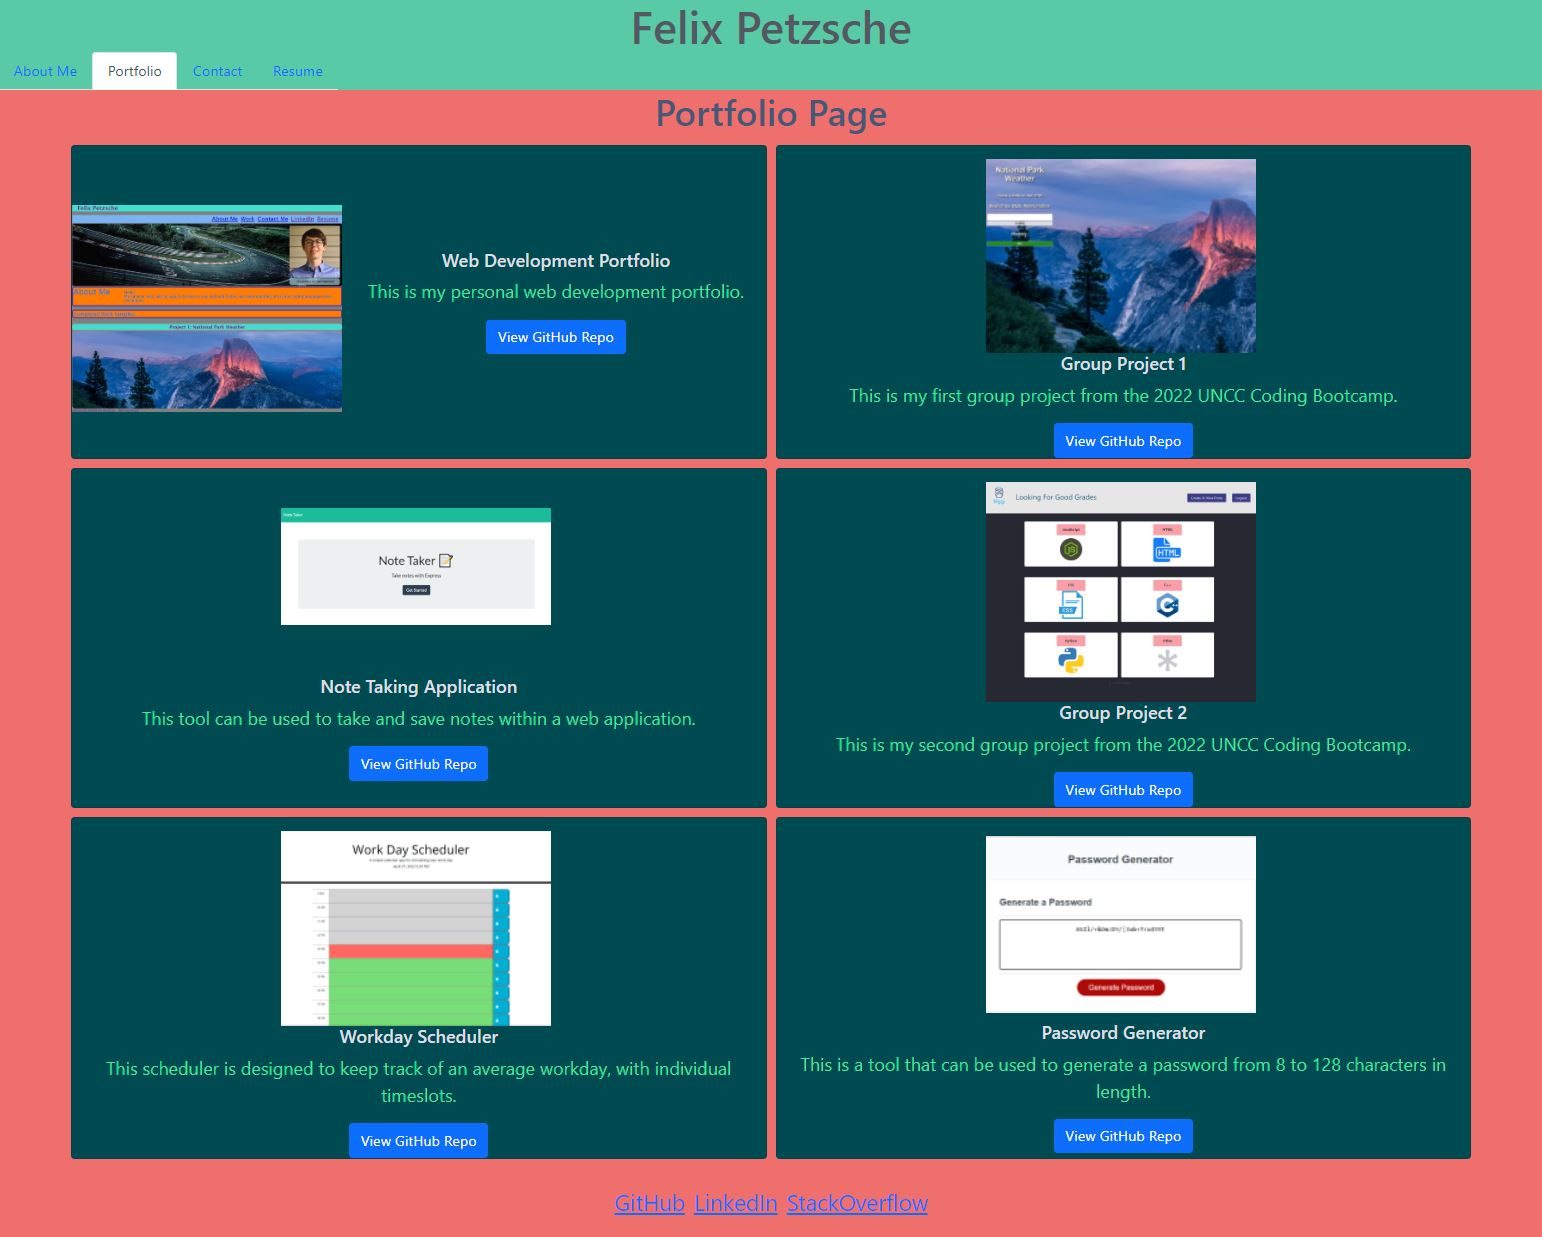 Felix Petzsche
About Me Portfolio Contact Resume
Portfolio Page
Felix Petzsche
About Me Work Contact Me LinkedIn Resume
About Me
Completed Work Samples
Project 1: National Park Weather
Web Development Portfolio
This is my personal web development portfolio.
View GitHub Repo
National Park
Weather
Group Project 1
This is my first group project from the 2022 UNCC Coding Bootcamp.
View GitHub Repo
Note Taker
Note Taker
Take notes with Express
Get Started
Note Taking Application
This tool can be used to take and save notes within a web application.
View GitHub Repo
Looking For Good Grades
Create A New Post Logout
JavaScript HTML
JS HTML
CSS C++
CSS
Python Other
Group Project 2
This is my second group project from the 2022 UNCC Coding Bootcamp.
View GitHub Repo
Work Day Scheduler
A simple calendar app for scheduling your work day
Workday Scheduler
This scheduler is designed to keep track of an average workday, with individual
timeslots.
View GitHub Repo
Password Generator
Generate a Password
Generate Password
Password Generator
This is a tool that can be used to generate a password from 8 to 128 characters in
length.
View GitHub Repo
GitHub LinkedIn StackOverflow